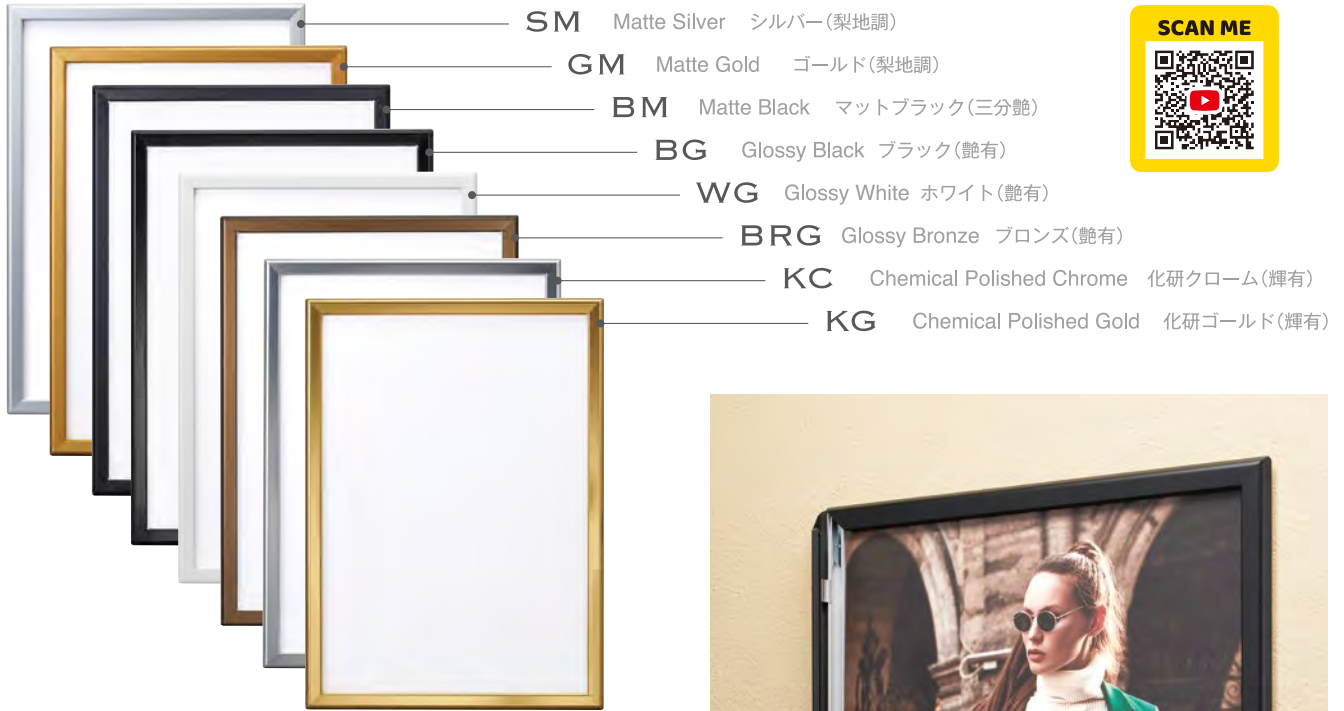 SM Matte Silver シルバー(梨地調)
GM Matte Gold ゴールド(梨地調)
BM Matte Black マットブラック(三分艶)
BG Glossy Black ブラック(艶有)
WG Glossy White ホワイト(艶有)
BRG Glossy Bronze ブロンズ(艶有)
KC Chemical Polished Chrome 化研クローム(輝有)
KG Chemical Polished Gold 化研ゴールド(輝有)
SCAN ME